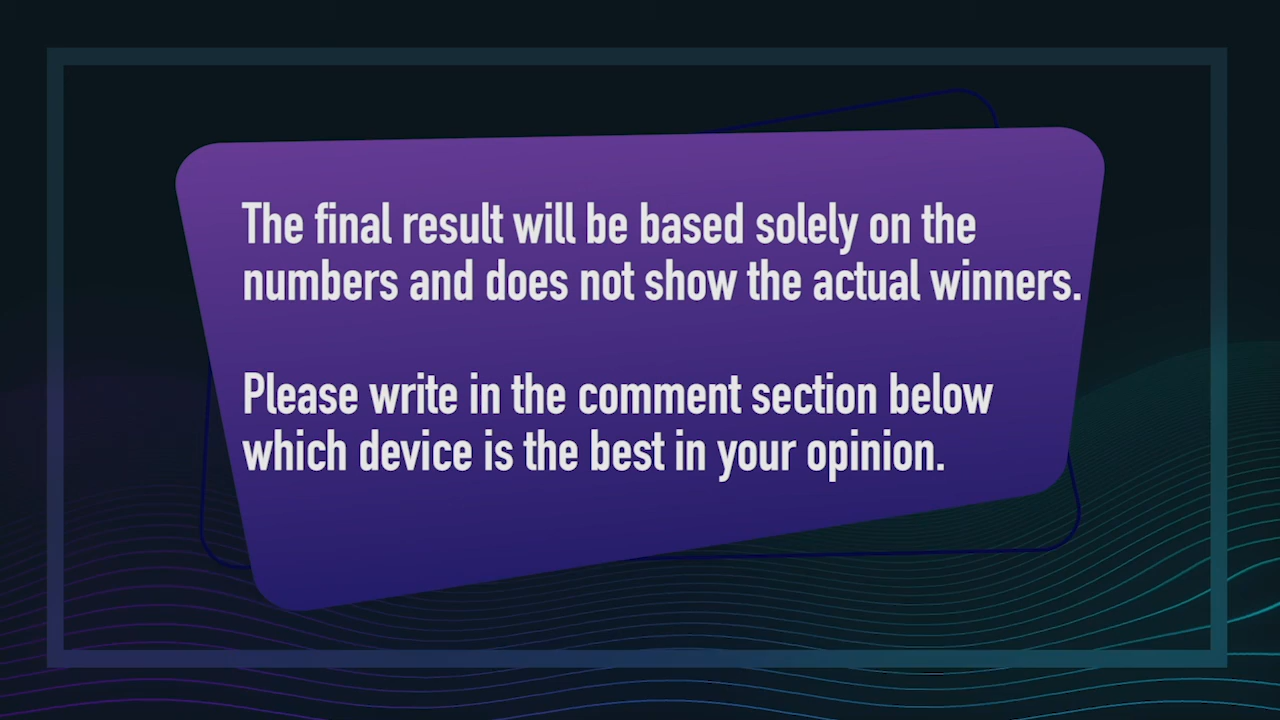 The final result will be based solely on the
numbers and does not show the actual winners.
Please write in the comment section below
which device is the best in your opinion.